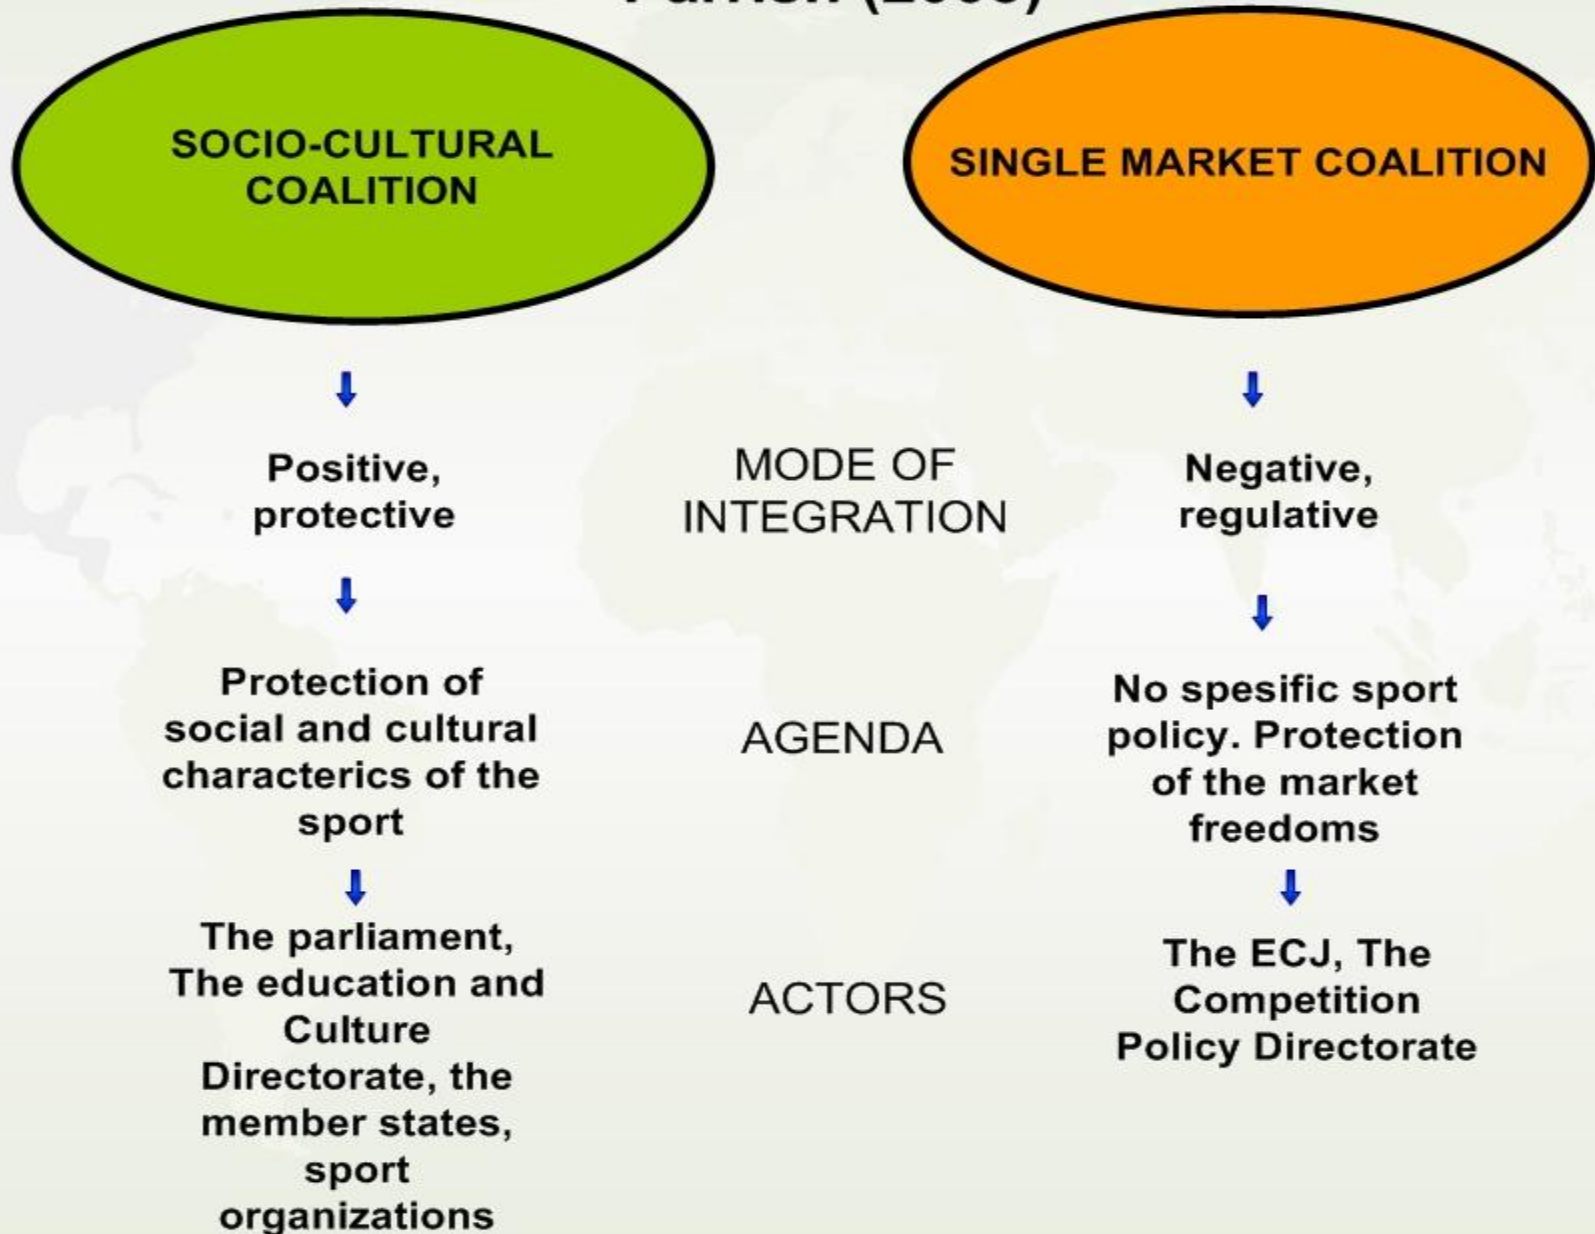 SOCIO-CULTURAL
COALITION
SINGLE MARKET COALITION
Positive,
protective
MODE OF
INTEGRATION
Negative,
regulative
Protection of
social and cultural
characterics of the
sport
AGENDA
No spesific sport
policy. Protection
of the market
freedoms
The parliament,
The education and
Culture
Directorate, the
member states,
sport
organizations
ACTORS
The ECJ, The
Competition
Policy Directorate